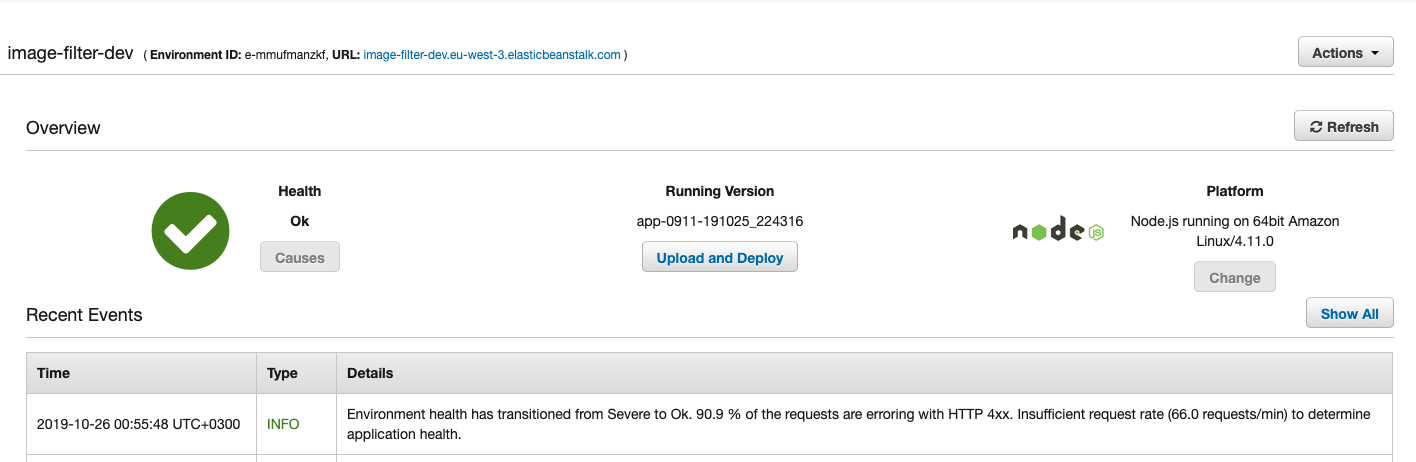 image-filter-dev ( Environment ID: e-mmufmanzkf, URL: image-filter-dev.eu-west-3.elasticbeanstalk.com )
Actions
Overview
Refresh
Health
Ok
Causes
Running Version
app-0911-191025_224316
Upload and Deploy
node JS
Platform
Node.js running on 64bit Amazon
Linux/4.11.0
Change
Recent Events
Show All
Time Type Details
2019-10-26 00:55:48 UTC+0300 INFO Environment health has transitioned from Severe to Ok. 90.9 % of the requests are erroring with HTTP 4xx. Insufficient request rate (66.0 requests/min) to determine
application health.